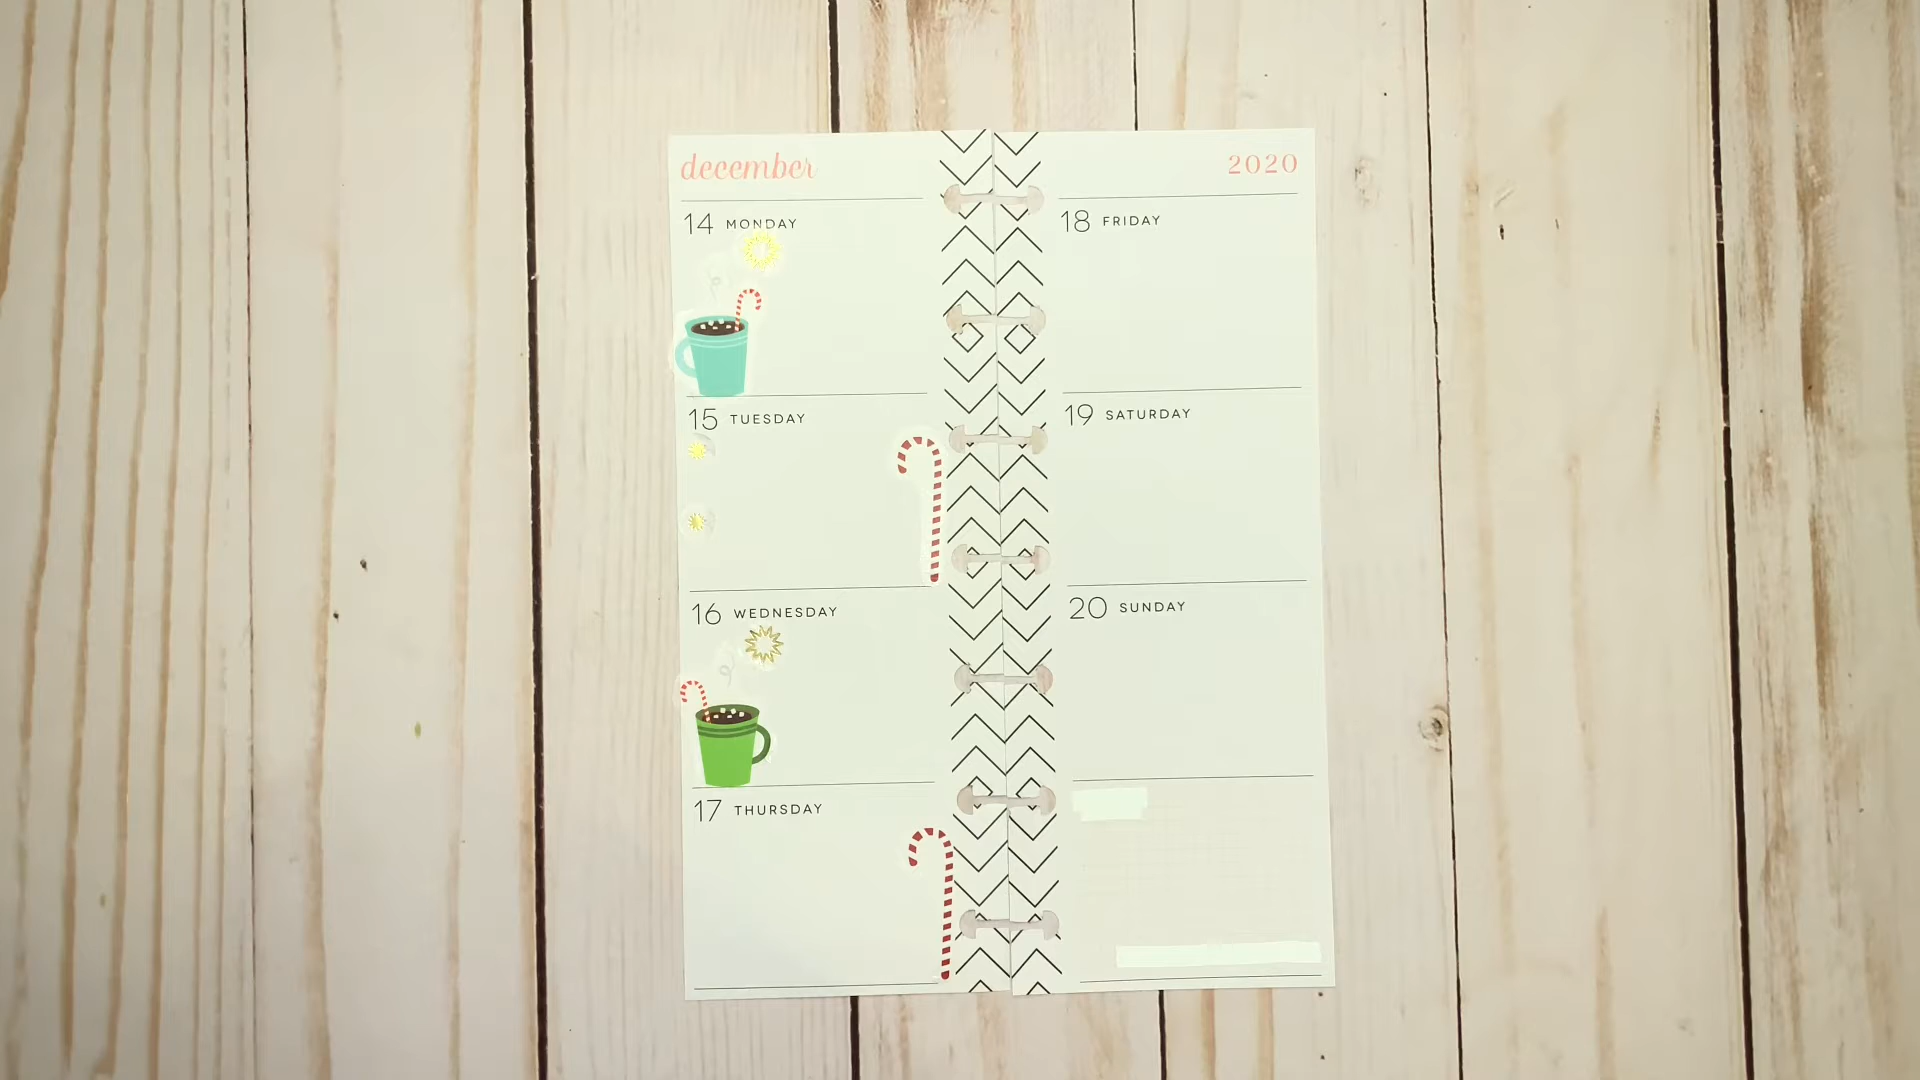 december
14 MONDAY
15 TUESDAY
16 WEDNESDAY
17 THURSDAY
2020
18 FRIDAY
19 SATURDAY
20 SUNDAY